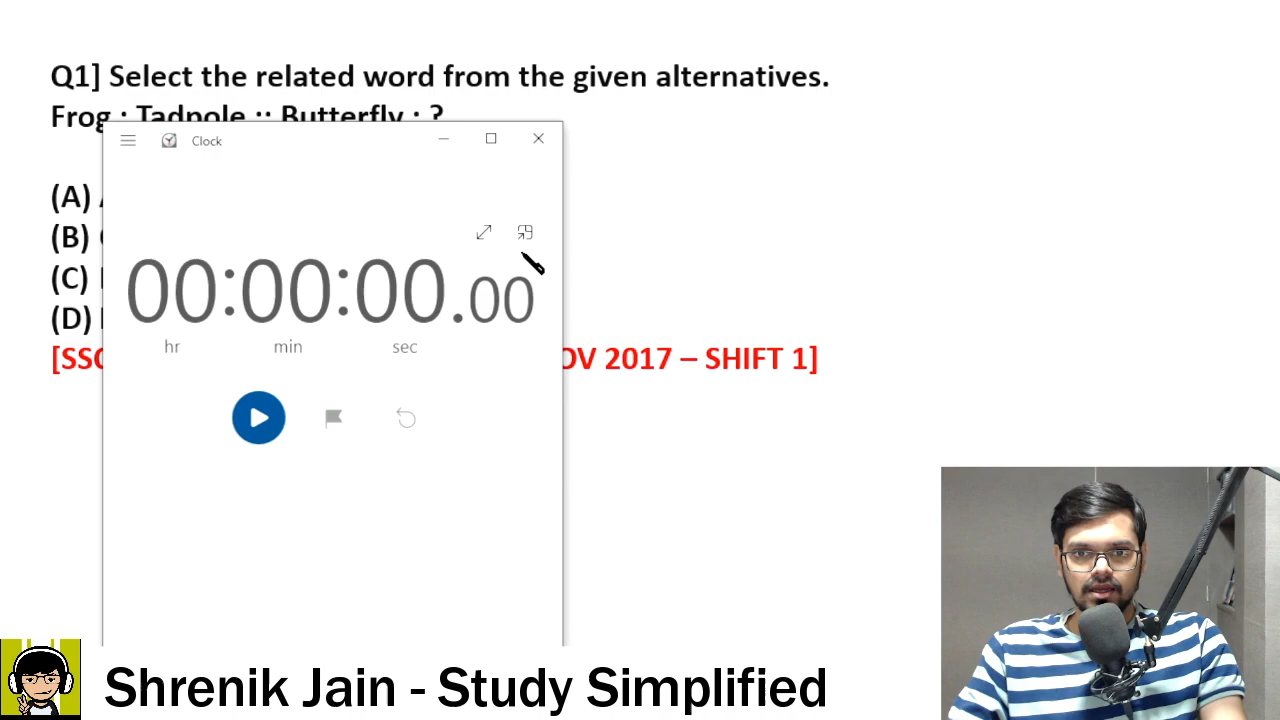 Q1] Select the related word from the given alternatives.
Frog : Tadpole :: Butterfly : ?
Clock
(A)
(B)
(C)
(D)
00:00:00.00
hr min sec
[SSC OV 2017 – SHIFT 1]
Shrenik Jain - Study Simplified